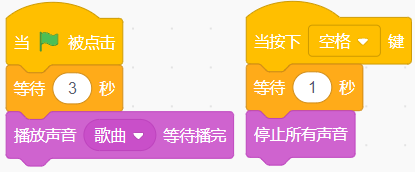 当 被点击
等待 3 秒
播放声音 歌曲 等待播完
当按下 空格 键
等待 1 秒
停止所有声音